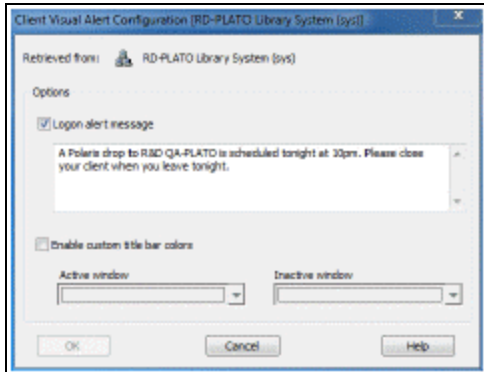 Client Visual Alert Configuration [RD-PLATO Library System (sys)]
x
Retrieved from: RD-PLATO Library System (sys)
Options
Logon alert message
A Polaris drop to R&D QA-PLATO is scheduled tonight at 10pm. Please close
your client when you leave tonight.
Enable custom title bar colors
Active window Inactive window
OK Cancel Help